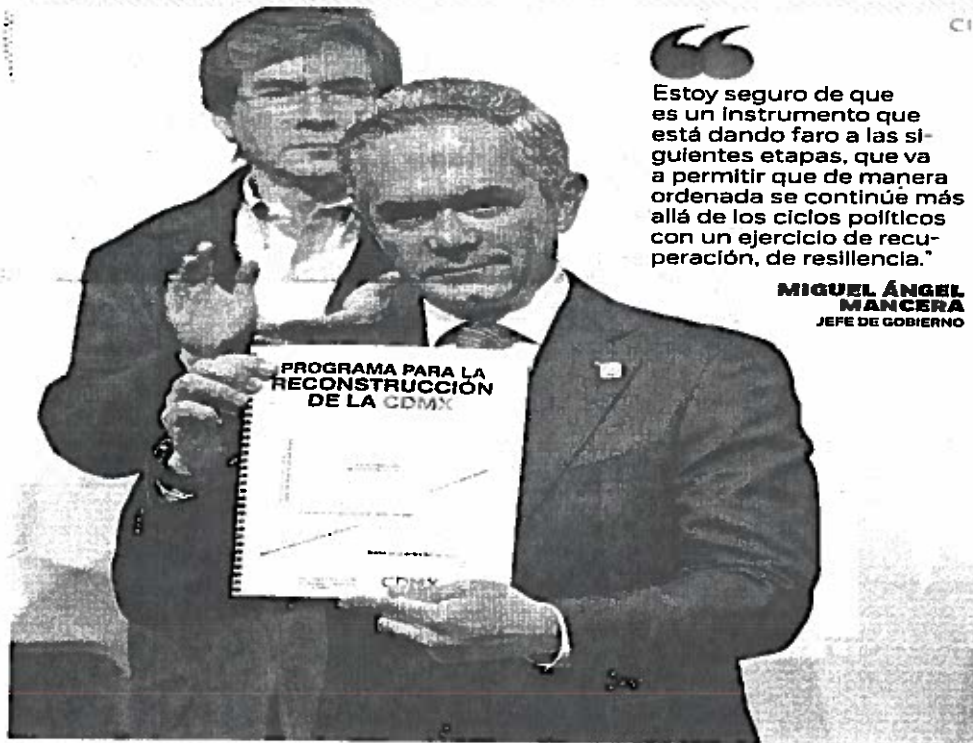 CI
Estoy seguro de que
es un instrumento que
está dando faro a las si-
guientes etapas, que va
a permitir que de manera
ordenada se continúe más
allá de los ciclos políticos
con un ejercicio de recu-
peración, de resiliencia."
MIGUEL ÁNGEL
MANCERA
JEFE DE GOBIERNO
PROGRAMA PARA LA
RECONSTRUCCIÓN
DE LA CDMX
CDMX